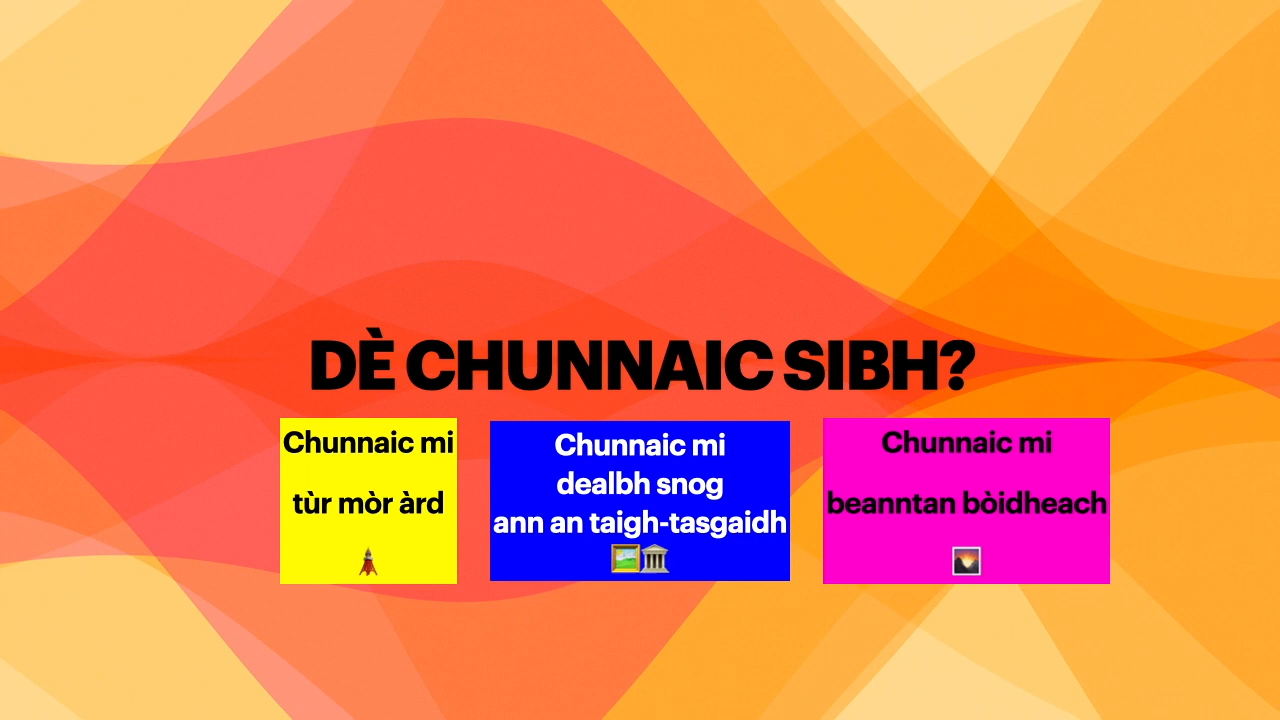 DÈ CHUNNAIC SIBH?
Chunnaic mi
tùr mòr àrd
Chunnaic mi
dealbh snog
ann an taigh-tasgaidh
Chunnaic mi
beanntan bòidheach